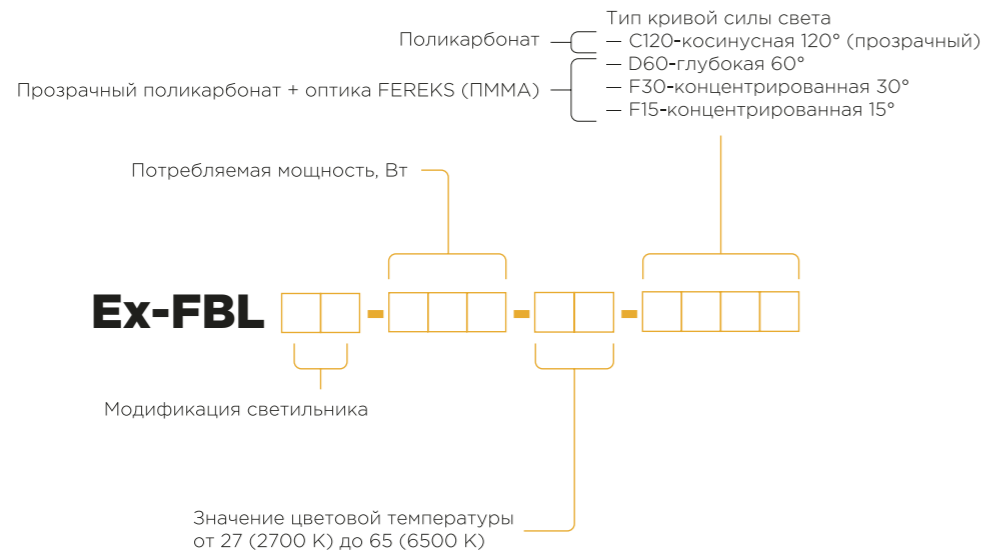 Тип кривой силы света
Поликарбонат
— С120-косинусная 120° (прозрачный)
— D60-глубокая 60°
Прозрачный поликарбонат + оптика FEREKS (ПММА)
— F30-концентрированная 30°
— F15-концентрированная 15°
Потребляемая мощность, Вт
Ex-FBL - - -
Модификация светильника
Значение цветовой температуры
от 27 (2700 К) до 65 (6500 К)